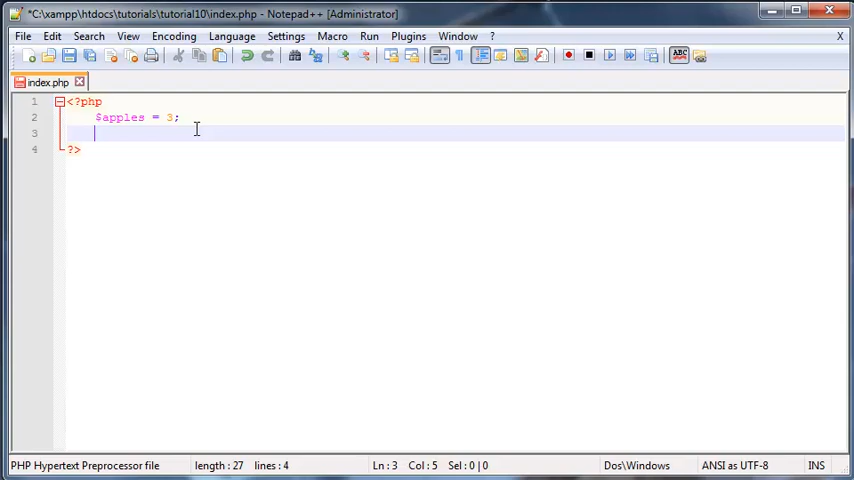 *C:\xampp\htdocs\tutorials\tutorial10\index.php - Notepad++ [Administrator]
File Edit Search View Encoding Language Settings Macro Run Plugins Window ? X
index.php
1 <?php
2 $apples = 3;
3
4 ?>
PHP Hypertext Preprocessor file length : 27 lines : 4 Ln : 3 Col : 5 Sel : 0 | 0 Dos\Windows ANSI as UTF-8 INS